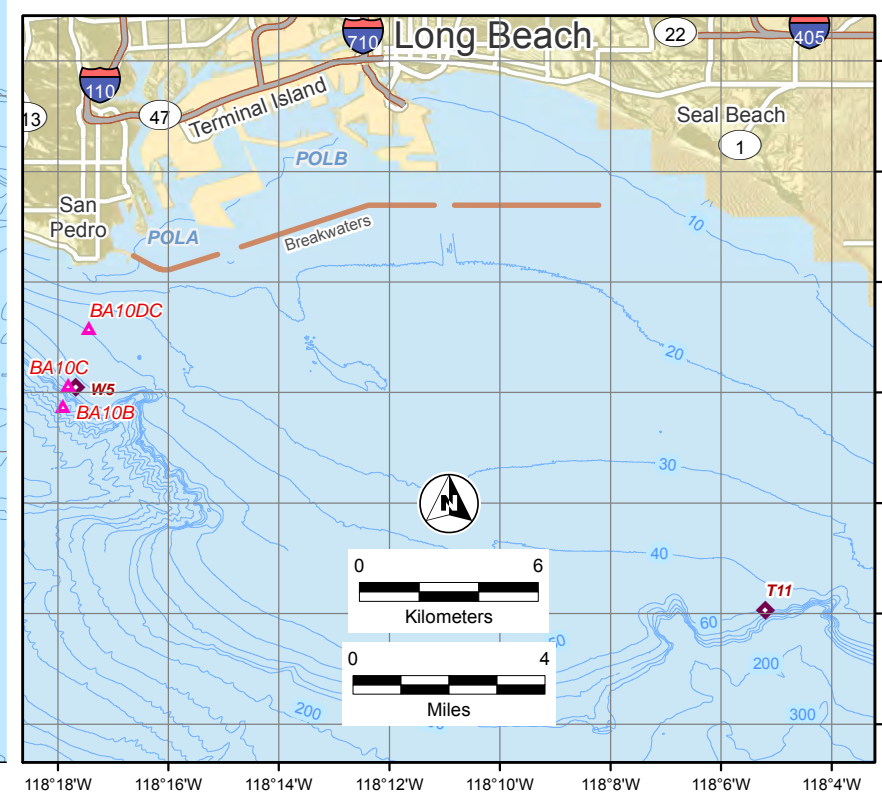 Long Beach
710
22
405
110
13
47
Terminal Island
Seal Beach
1
POLB
San
Pedro
POLA
Breakwaters
10
BA10DC
20
BA10C
W5
BA10B
30
N
40
0 6
Kilometers
T11
60
50
0 4
200
Miles
200
300
118°18'W 118°16'W 118°14'W 118°12'W 118°10'W 118°8'W 118°6'W 118°4'W